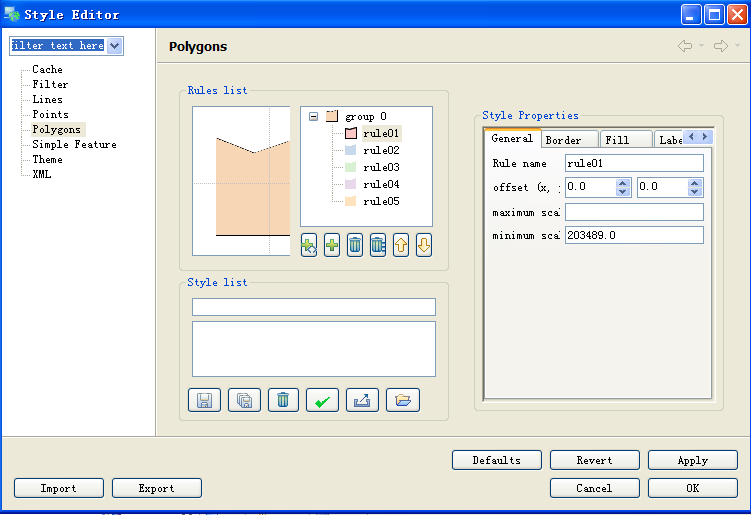 Style Editor
ilter text here
Polygons
Cache
Filter
Lines
Points
Polygons
Simple Feature
Theme
XML
Rules list
group 0
rule01
rule02
rule03
rule04
rule05
Style list
Style Properties
General Border Fill Labe
Rule name rule01
offset (x, 0.0 0.0
maximum sca
minimum sca 203489.0
Defaults Revert Apply
Import Export Cancel OK